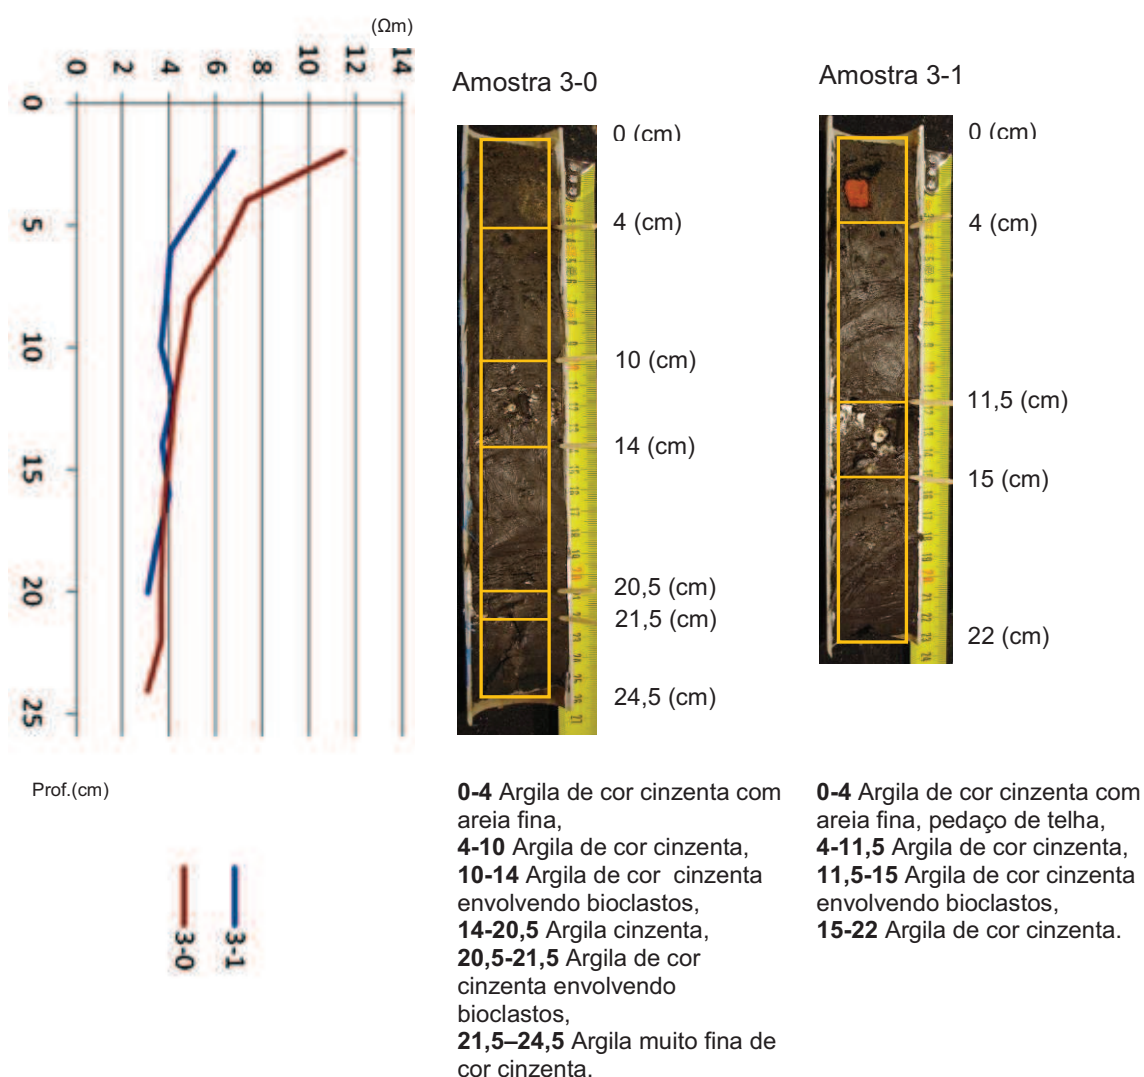 (Ωm)
0 2 4 6 8 10 12 14
0
5
10
15
20
25
Prof.(cm)
3-0
3-1
Amostra 3-0
0 (cm)
4 (cm)
10 (cm)
14 (cm)
20,5 (cm)
21,5 (cm)
24,5 (cm)
Amostra 3-1
0 (cm)
4 (cm)
11,5 (cm)
15 (cm)
22 (cm)
0-4 Argila de cor cinzenta com
areia fina,
4-10 Argila de cor cinzenta,
10-14 Argila de cor cinzenta
envolvendo bioclastos,
14-20,5 Argila cinzenta,
20,5-21,5 Argila de cor
cinzenta envolvendo
bioclastos,
21,5–24,5 Argila muito fina de
cor cinzenta.
0-4 Argila de cor cinzenta com
areia fina, pedaço de telha,
4-11,5 Argila de cor cinzenta,
11,5-15 Argila de cor cinzenta
envolvendo bioclastos,
15-22 Argila de cor cinzenta.